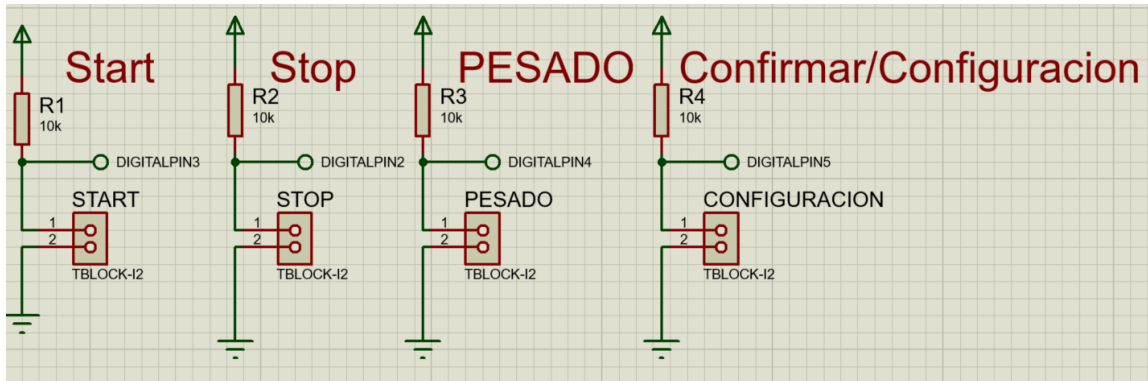 Start
R1
10k
DIGITALPIN3
START
1
2
TBLOCK-I2
Stop
R2
10k
DIGITALPIN2
STOP
1
2
TBLOCK-I2
PESADO
R3
10k
DIGITALPIN4
PESADO
1
2
TBLOCK-I2
Confirmar/Configuracion
R4
10k
DIGITALPIN5
CONFIGURACION
1
2
TBLOCK-I2